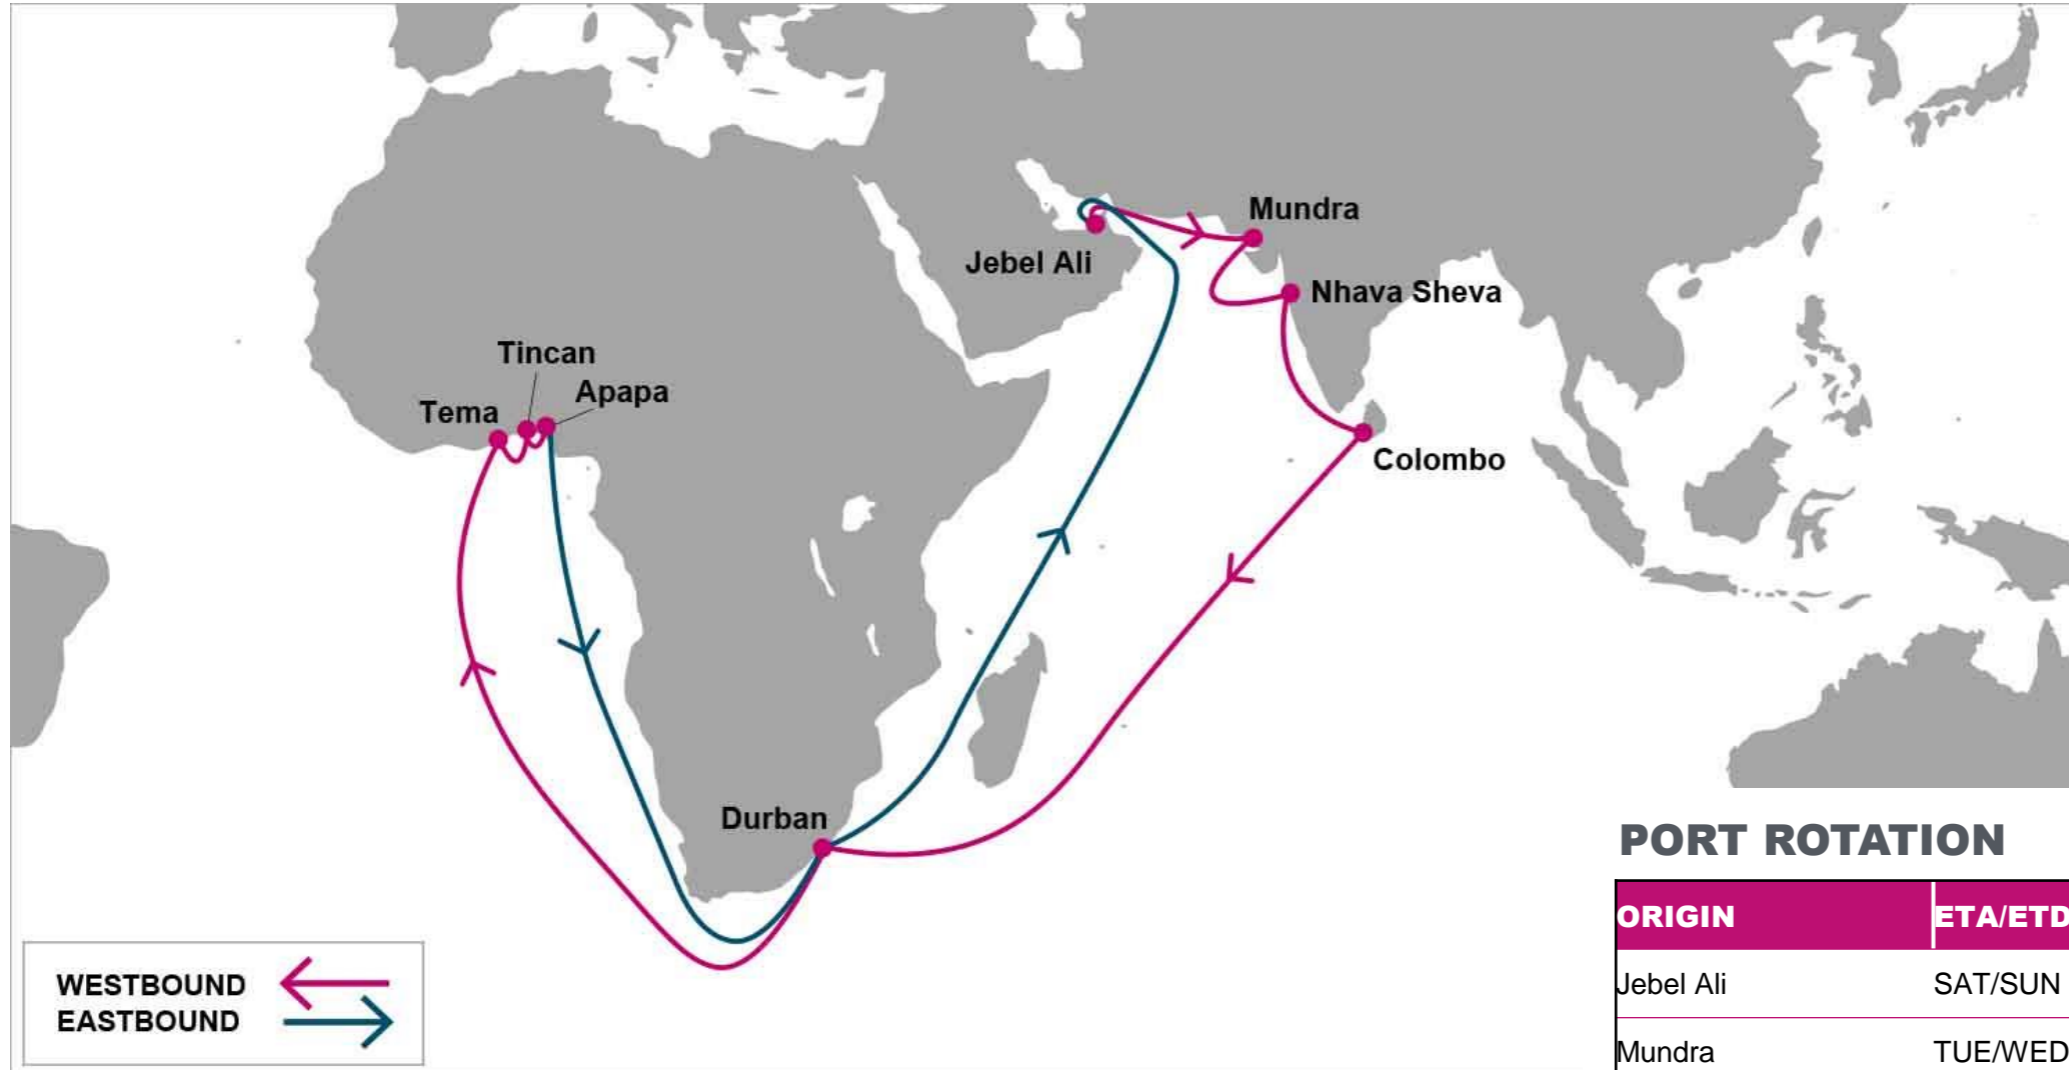 Mundra
Jebel Ali
Nhava Sheva
Tincan
Apapa
Tema
Colombo
Durban
PORT ROTATION
ORIGIN ETA/ETD
Jebel Ali SAT/SUN
Mundra TUE/WED
WESTBOUND
EASTBOUND